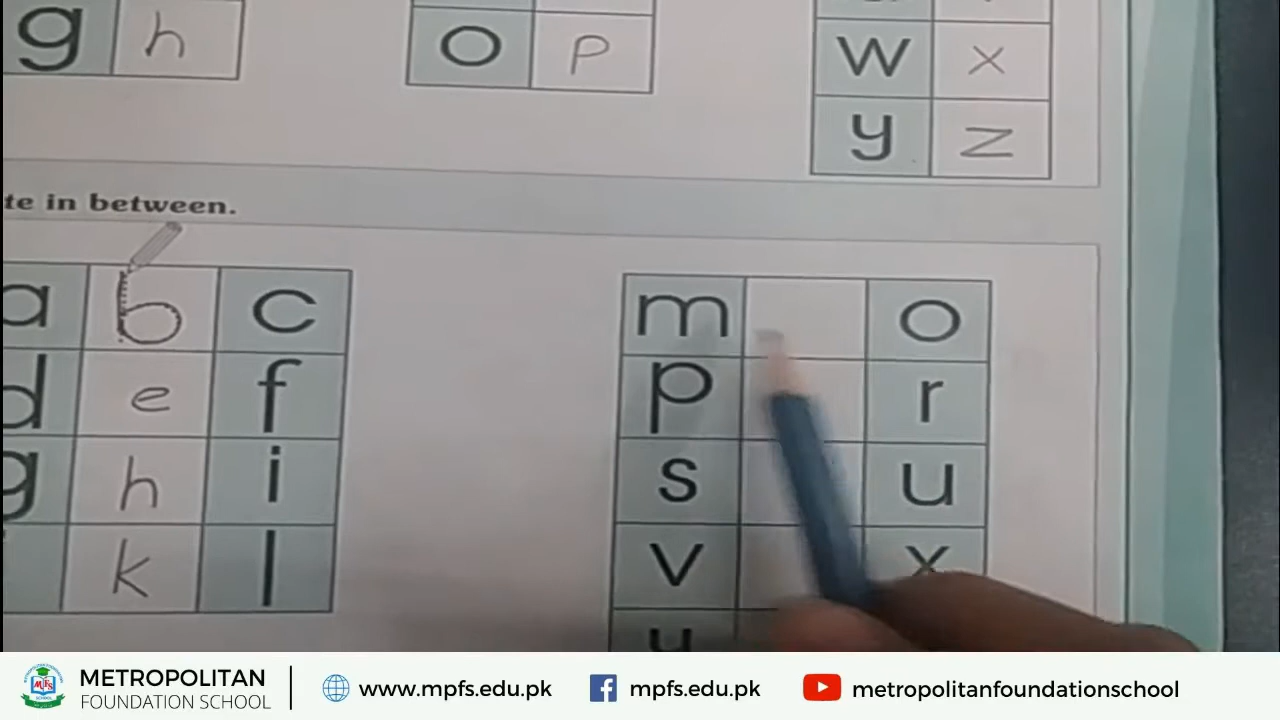 g h
o p
w x
y z
te in between.
a b c
d e f
g h i
k l
m o
p r
s u
v x
y
METROPOLITAN
FOUNDATION SCHOOL
www.mpfs.edu.pk
mpfs.edu.pk
metropolitanfoundationschool